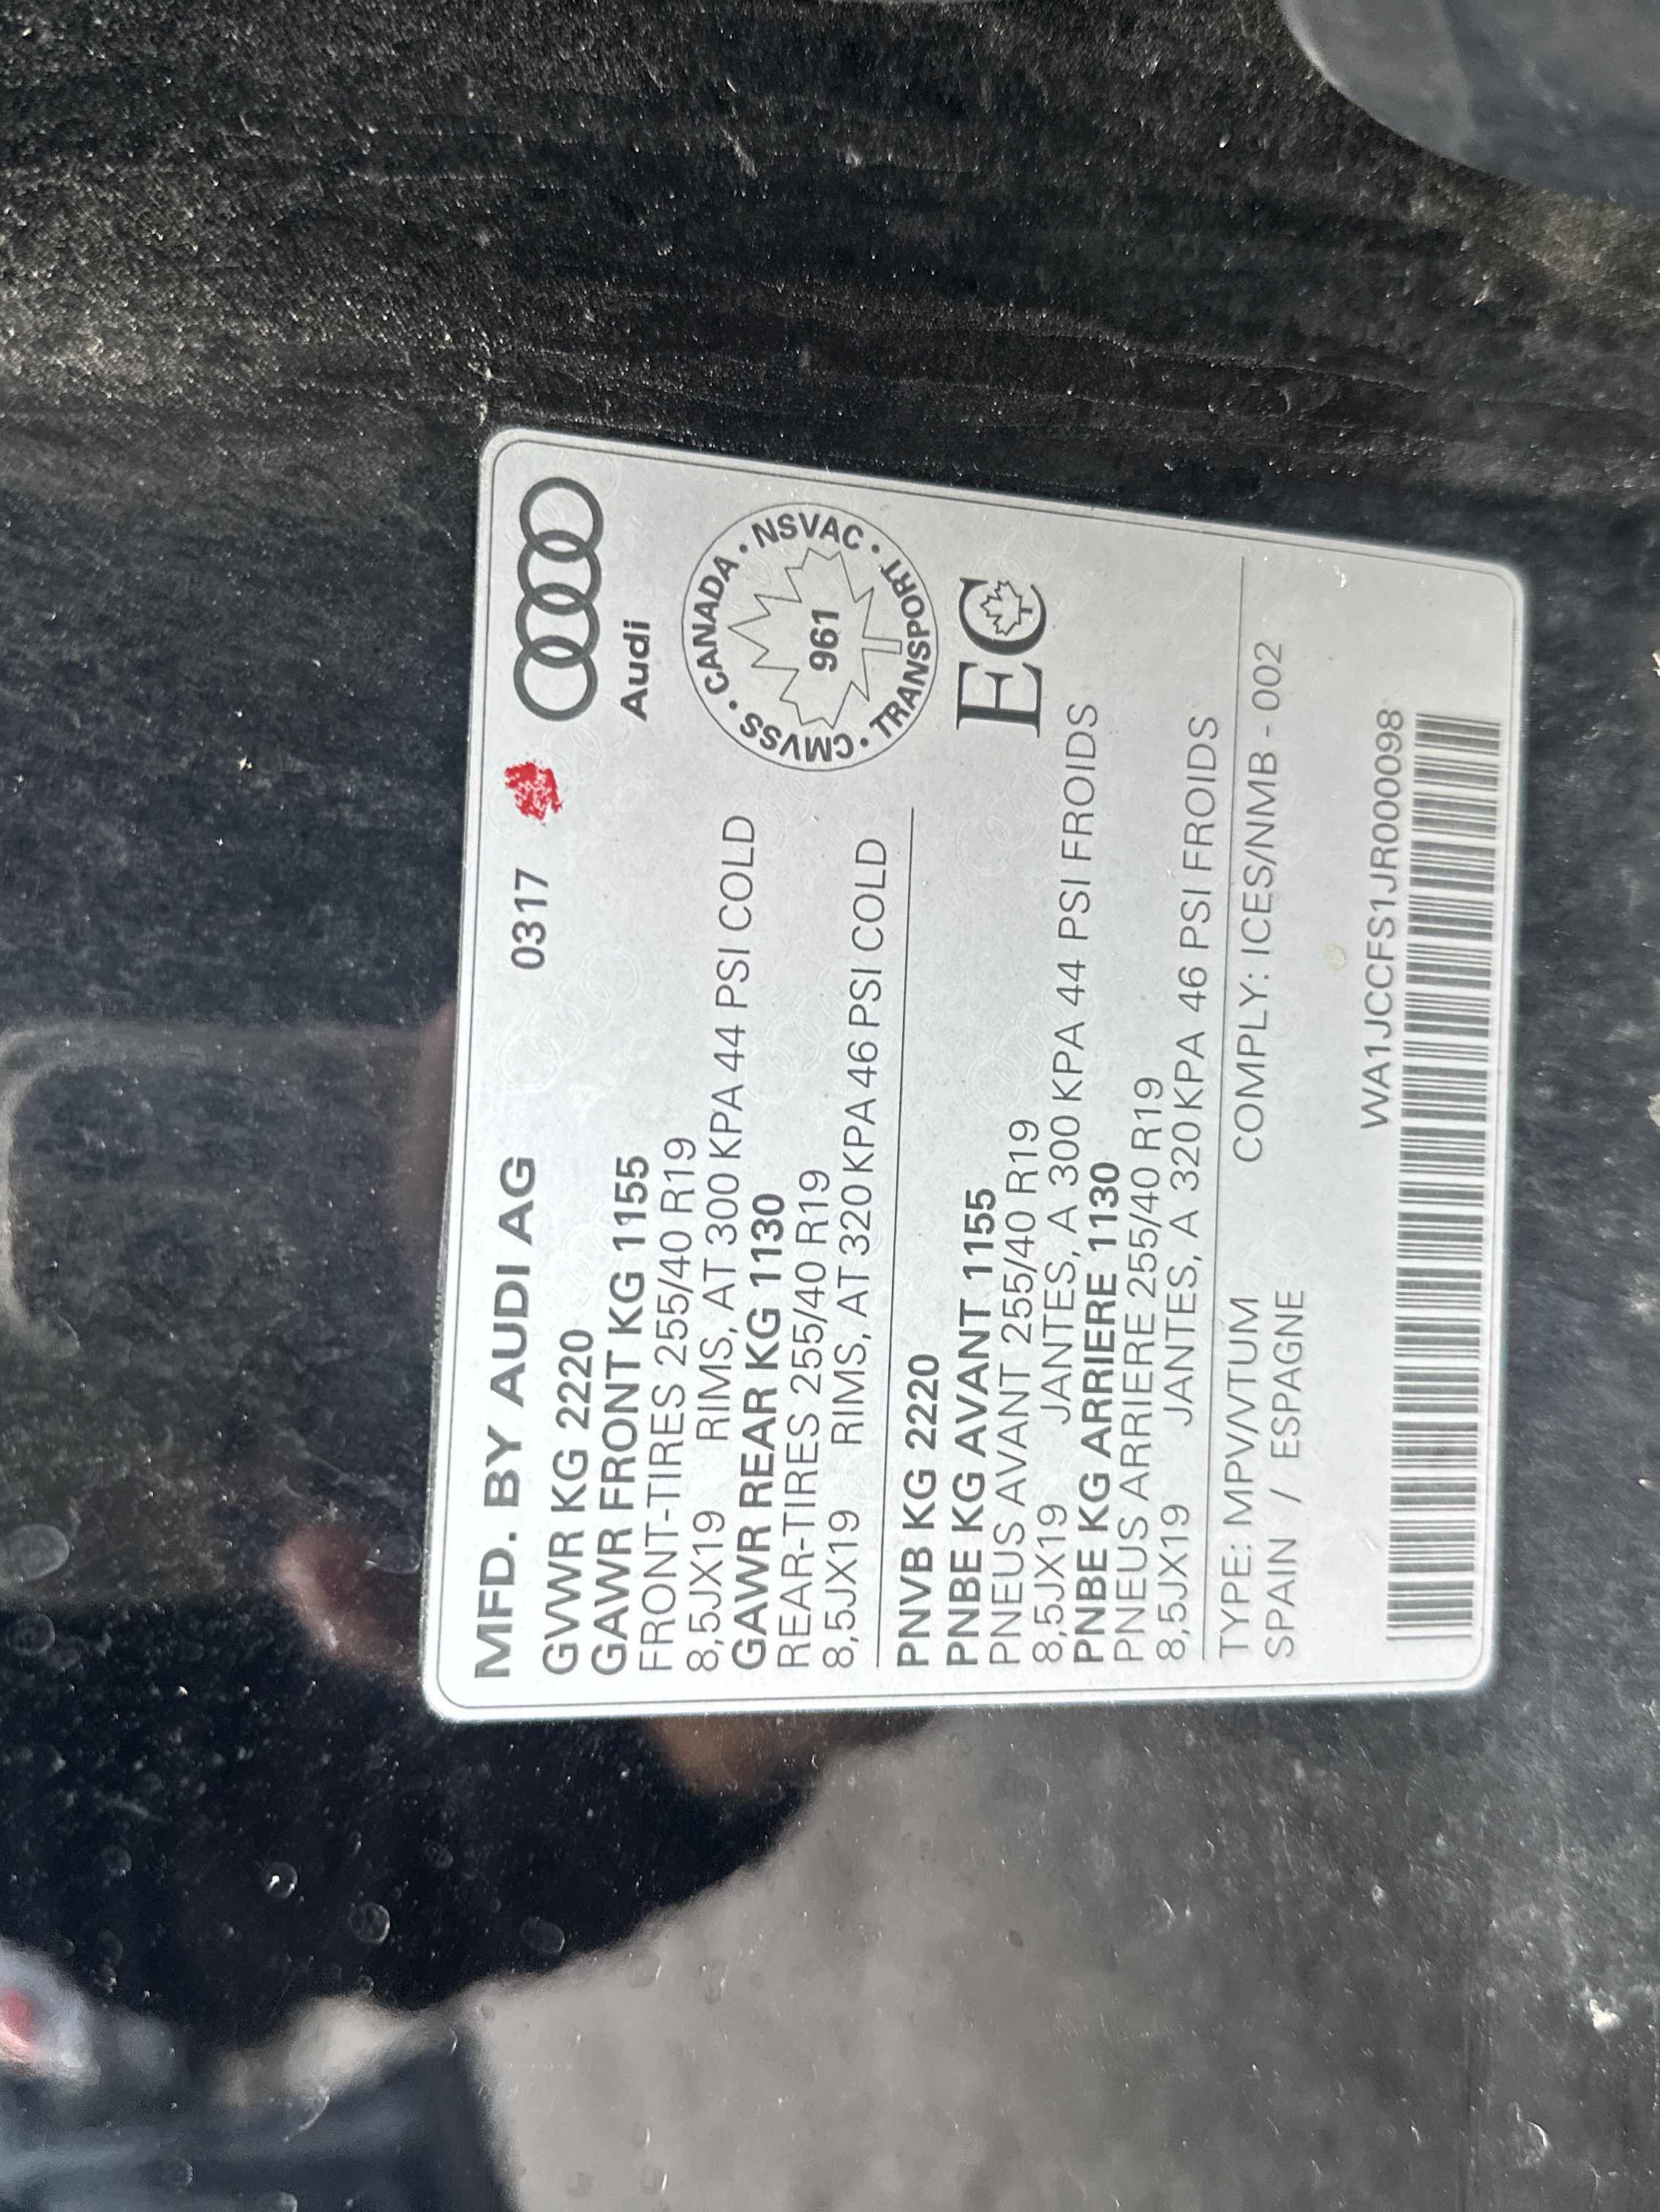 MFD. BY AUDI AG 0317
Audi
GVWR KG 2220
GAWR FRONT KG 1155
FRONT-TIRES 255/40 R19
8,5JX19 RIMS, AT 300 KPA 44 PSI COLD
GAWR REAR KG 1130
REAR-TIRES 255/40 R19
8,5JX19 RIMS, AT 320 KPA 46 PSI COLD
CANADA · NSVAC · TRANSPORT · CMVSS ·
961
EC
PNVB KG 2220
PNBE KG AVANT 1155
PNEUS AVANT 255/40 R19
8,5JX19 JANTES, A 300 KPA 44 PSI FROIDS
PNBE KG ARRIERE 1130
PNEUS ARRIERE 255/40 R19
8,5JX19 JANTES, A 320 KPA 46 PSI FROIDS
TYPE: MPV/VTUM COMPLY: ICES/NMB - 002
SPAIN / ESPAGNE
WA1JCCFS1JR000098